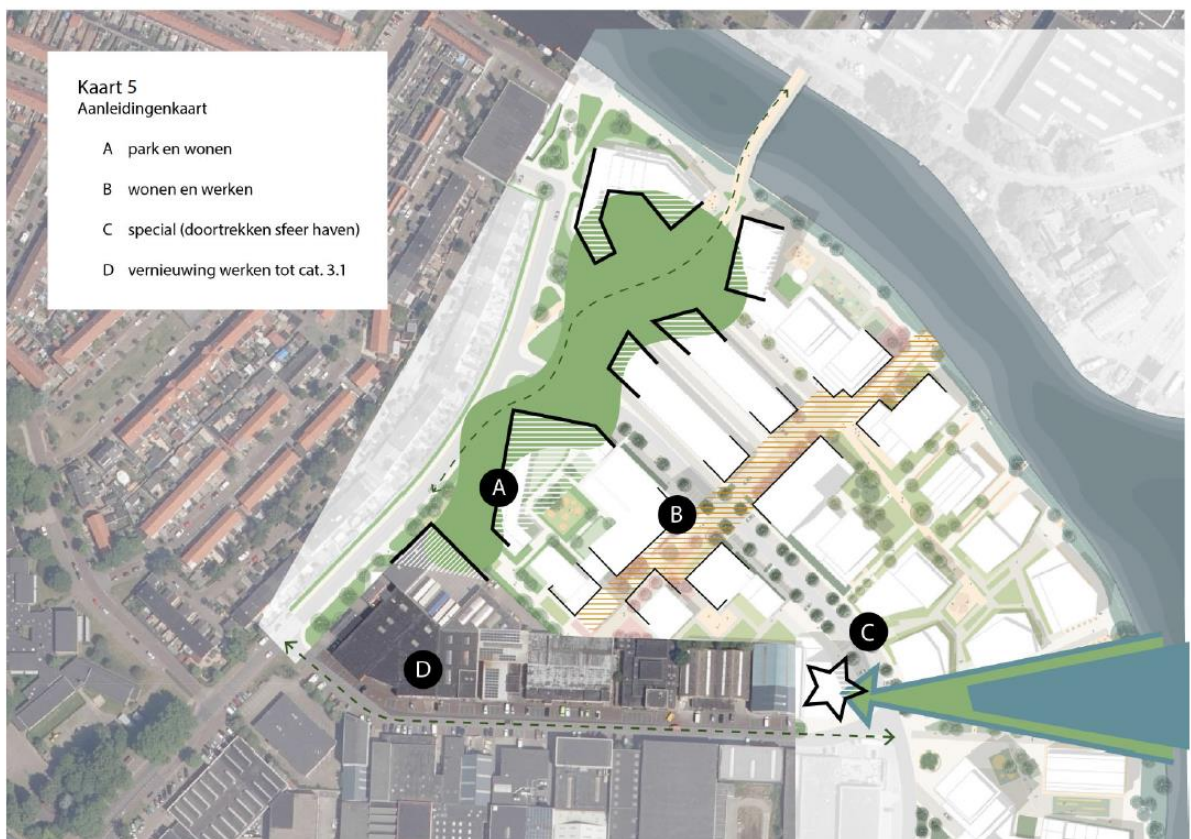 Kaart 5
Aanleidingenkaart
A park en wonen
B wonen en werken
C special (doortrekken sfeer haven)
D vernieuwing werken tot cat. 3.1
A
B
C
D